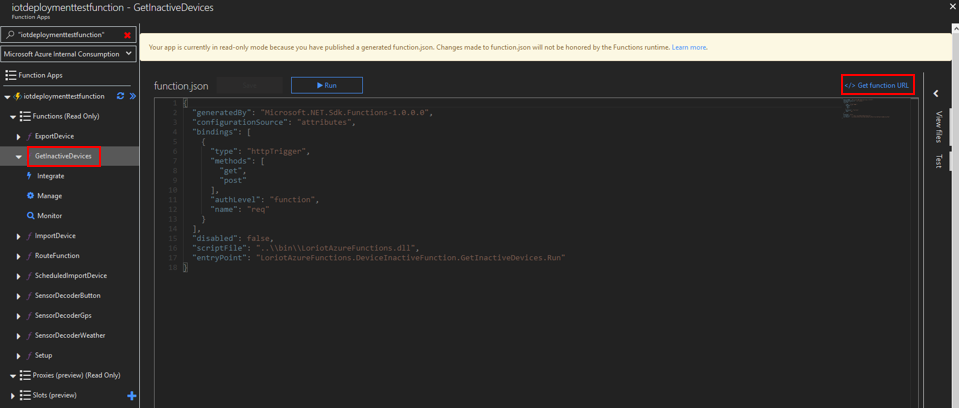 iotdeploymenttestfunction - GetInactiveDevices
Function Apps
"iotdeploymenttestfunction"
Microsoft Azure Internal Consumption
Function Apps
iotdeploymenttestfunction
Functions (Read Only)
ExportDevice
GetInactiveDevices
Integrate
Manage
Monitor
ImportDevice
RouteFunction
ScheduledImportDevice
SensorDecoderButton
SensorDecoderGps
SensorDecoderWeather
Setup
Proxies (preview) (Read Only)
Slots (preview)
Your app is currently in read-only mode because you have published a generated function.json. Changes made to function.json will not be honored by the Functions runtime. Learn more.
function.json
Run
</> Get function URL
1 {
2 "generatedBy": "Microsoft.NET.Sdk.Functions-1.0.0.0",
3 "configurationSource": "attributes",
4 "bindings": [
5 {
6 "type": "httpTrigger",
7 "methods": [
8 "get",
9 "post"
10 ],
11 "authLevel": "function",
12 "name": "req"
13 }
14 ],
15 "disabled": false,
16 "scriptFile": "..\\bin\\LoriotAzureFunctions.dll",
17 "entryPoint": "LoriotAzureFunctions.DeviceInactiveFunction.GetInactiveDevices.Run"
18 }
View files
Test